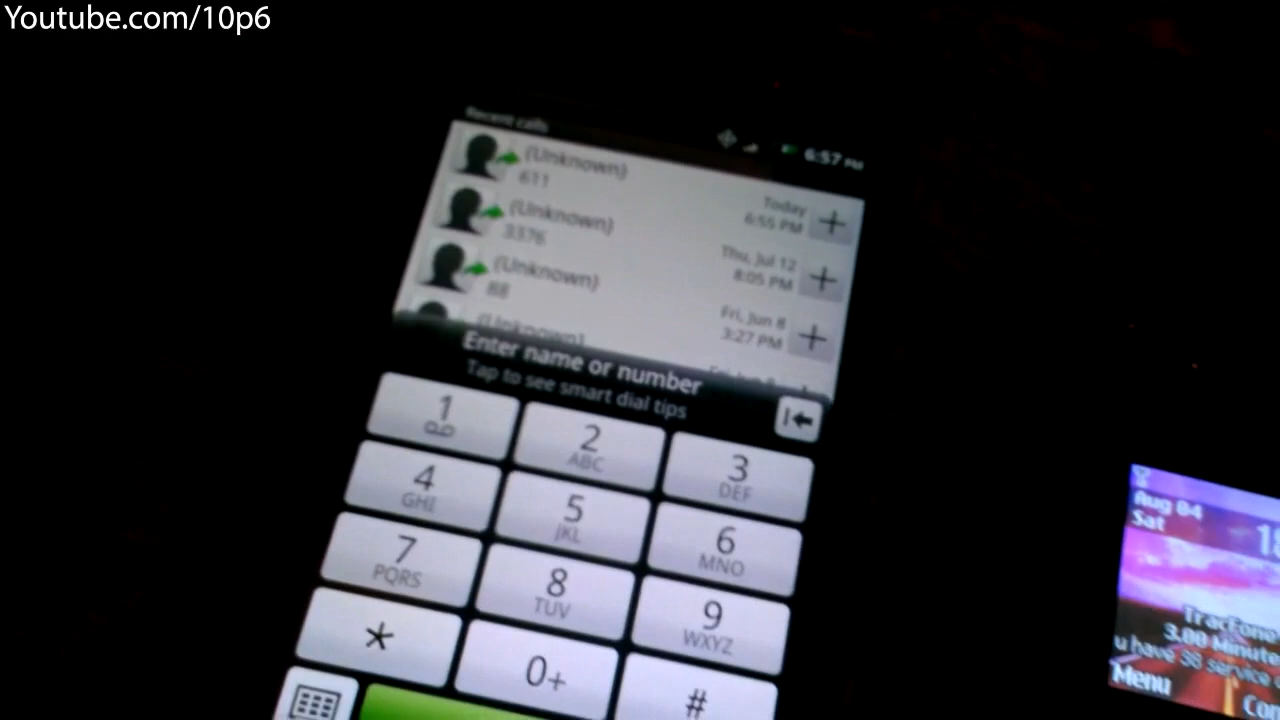 Youtube.com/10p6
Recent calls
6:57 PM
(Unknown)
611
Today
6:55 PM
(Unknown)
3376
Thu, Jul 12
8:05 PM
(Unknown)
88
Fri, Jun 8
3:27 PM
(Unknown)
Enter name or number
Tap to see smart dial tips
1
2
ABC
3
DEF
4
GHI
5
JKL
6
MNO
7
PQRS
8
TUV
9
WXYZ
*
0+
#
Aug 04
Sat
TracFone
3.00 Minute
u have 38 service
Menu